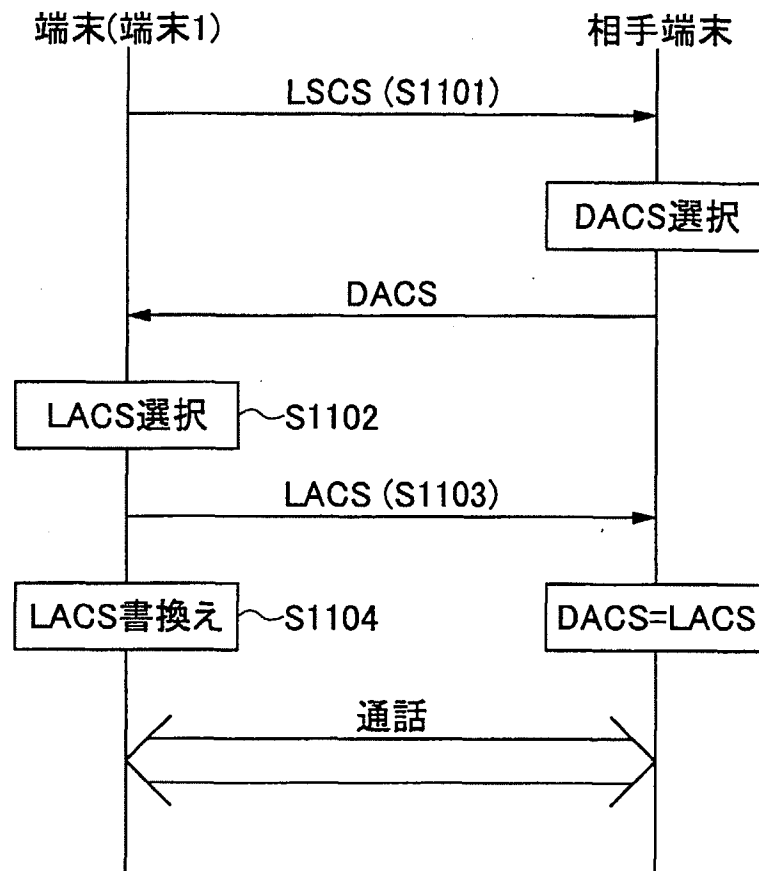 端末(端末1)
相手端末
LSCS (S1101)
DACS選択
DACS
LACS選択
S1102
LACS (S1103)
LACS書換え
S1104
DACS=LACS
通話